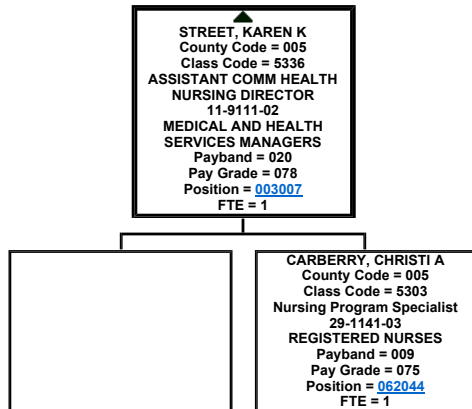 STREET, KAREN K
County Code = 005
Class Code = 5336
ASSISTANT COMM HEALTH
NURSING DIRECTOR
11-9111-02
MEDICAL AND HEALTH
SERVICES MANAGERS
Payband = 020
Pay Grade = 078
Position = 003007
FTE = 1
CARBERRY, CHRISTI A
County Code = 005
Class Code = 5303
Nursing Program Specialist
29-1141-03
REGISTERED NURSES
Payband = 009
Pay Grade = 075
Position = 062044
FTE = 1